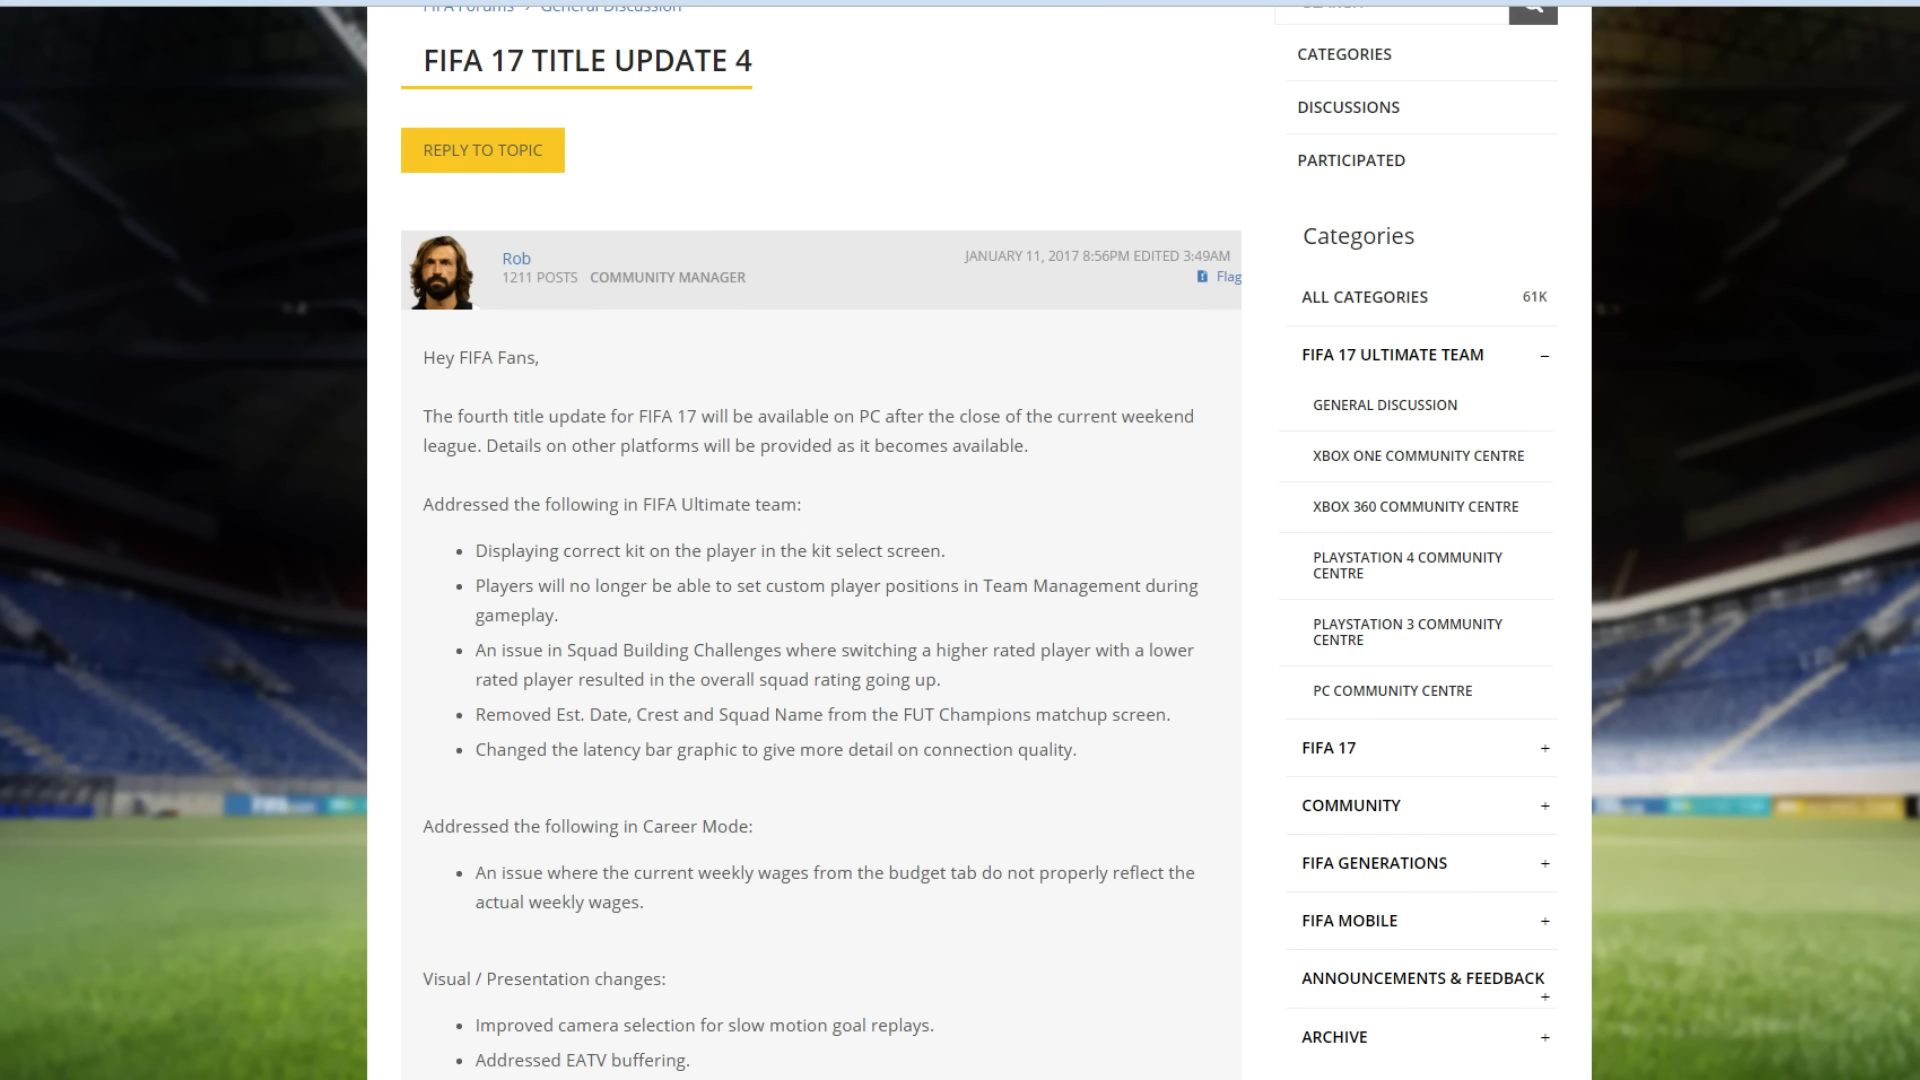 FIFA Forums › General Discussion
FIFA 17 TITLE UPDATE 4
REPLY TO TOPIC
Rob
1211 POSTS COMMUNITY MANAGER
JANUARY 11, 2017 8:56PM EDITED 3:49AM
Flag
Hey FIFA Fans,
The fourth title update for FIFA 17 will be available on PC after the close of the current weekend
league. Details on other platforms will be provided as it becomes available.
Addressed the following in FIFA Ultimate team:
• Displaying correct kit on the player in the kit select screen.
• Players will no longer be able to set custom player positions in Team Management during
gameplay.
• An issue in Squad Building Challenges where switching a higher rated player with a lower
rated player resulted in the overall squad rating going up.
• Removed Est. Date, Crest and Squad Name from the FUT Champions matchup screen.
• Changed the latency bar graphic to give more detail on connection quality.
Addressed the following in Career Mode:
• An issue where the current weekly wages from the budget tab do not properly reflect the
actual weekly wages.
Visual / Presentation changes:
• Improved camera selection for slow motion goal replays.
• Addressed EATV buffering.
CATEGORIES
DISCUSSIONS
PARTICIPATED
Categories
ALL CATEGORIES 61K
FIFA 17 ULTIMATE TEAM –
GENERAL DISCUSSION
XBOX ONE COMMUNITY CENTRE
XBOX 360 COMMUNITY CENTRE
PLAYSTATION 4 COMMUNITY
CENTRE
PLAYSTATION 3 COMMUNITY
CENTRE
PC COMMUNITY CENTRE
FIFA 17 +
COMMUNITY +
FIFA GENERATIONS +
FIFA MOBILE +
ANNOUNCEMENTS & FEEDBACK
+
ARCHIVE +